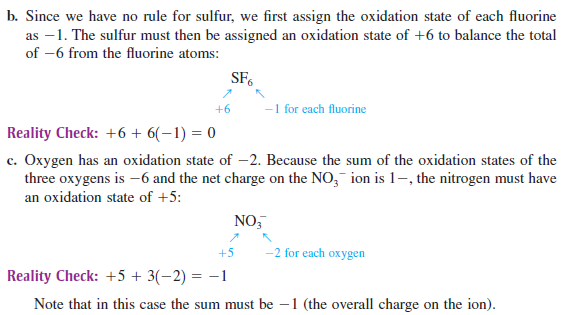 b. Since we have no rule for sulfur, we first assign the oxidation state of each fluorine
as −1. The sulfur must then be assigned an oxidation state of +6 to balance the total
of −6 from the fluorine atoms:
SF₆
+6 −1 for each fluorine
Reality Check: +6 + 6(−1) = 0
c. Oxygen has an oxidation state of −2. Because the sum of the oxidation states of the
three oxygens is −6 and the net charge on the NO₃⁻ ion is 1−, the nitrogen must have
an oxidation state of +5:
NO₃⁻
+5 −2 for each oxygen
Reality Check: +5 + 3(−2) = −1
Note that in this case the sum must be −1 (the overall charge on the ion).